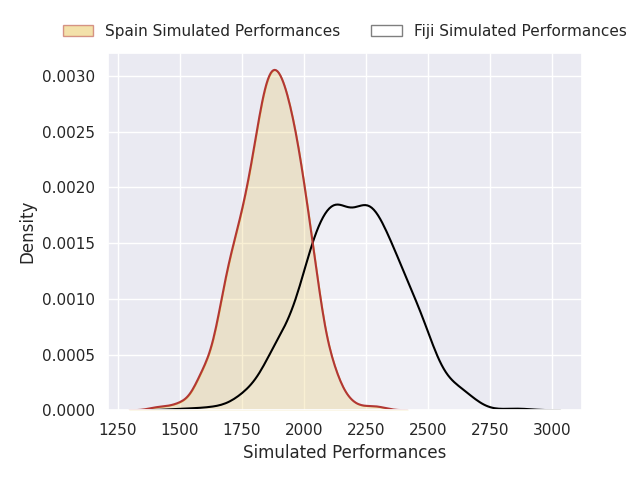 Spain Simulated Performances Fiji Simulated Performances
0.0030
0.0025
0.0020
0.0015
0.0010
0.0005
0.0000
Density
1250 1500 1750 2000 2250 2500 2750 3000
Simulated Performances